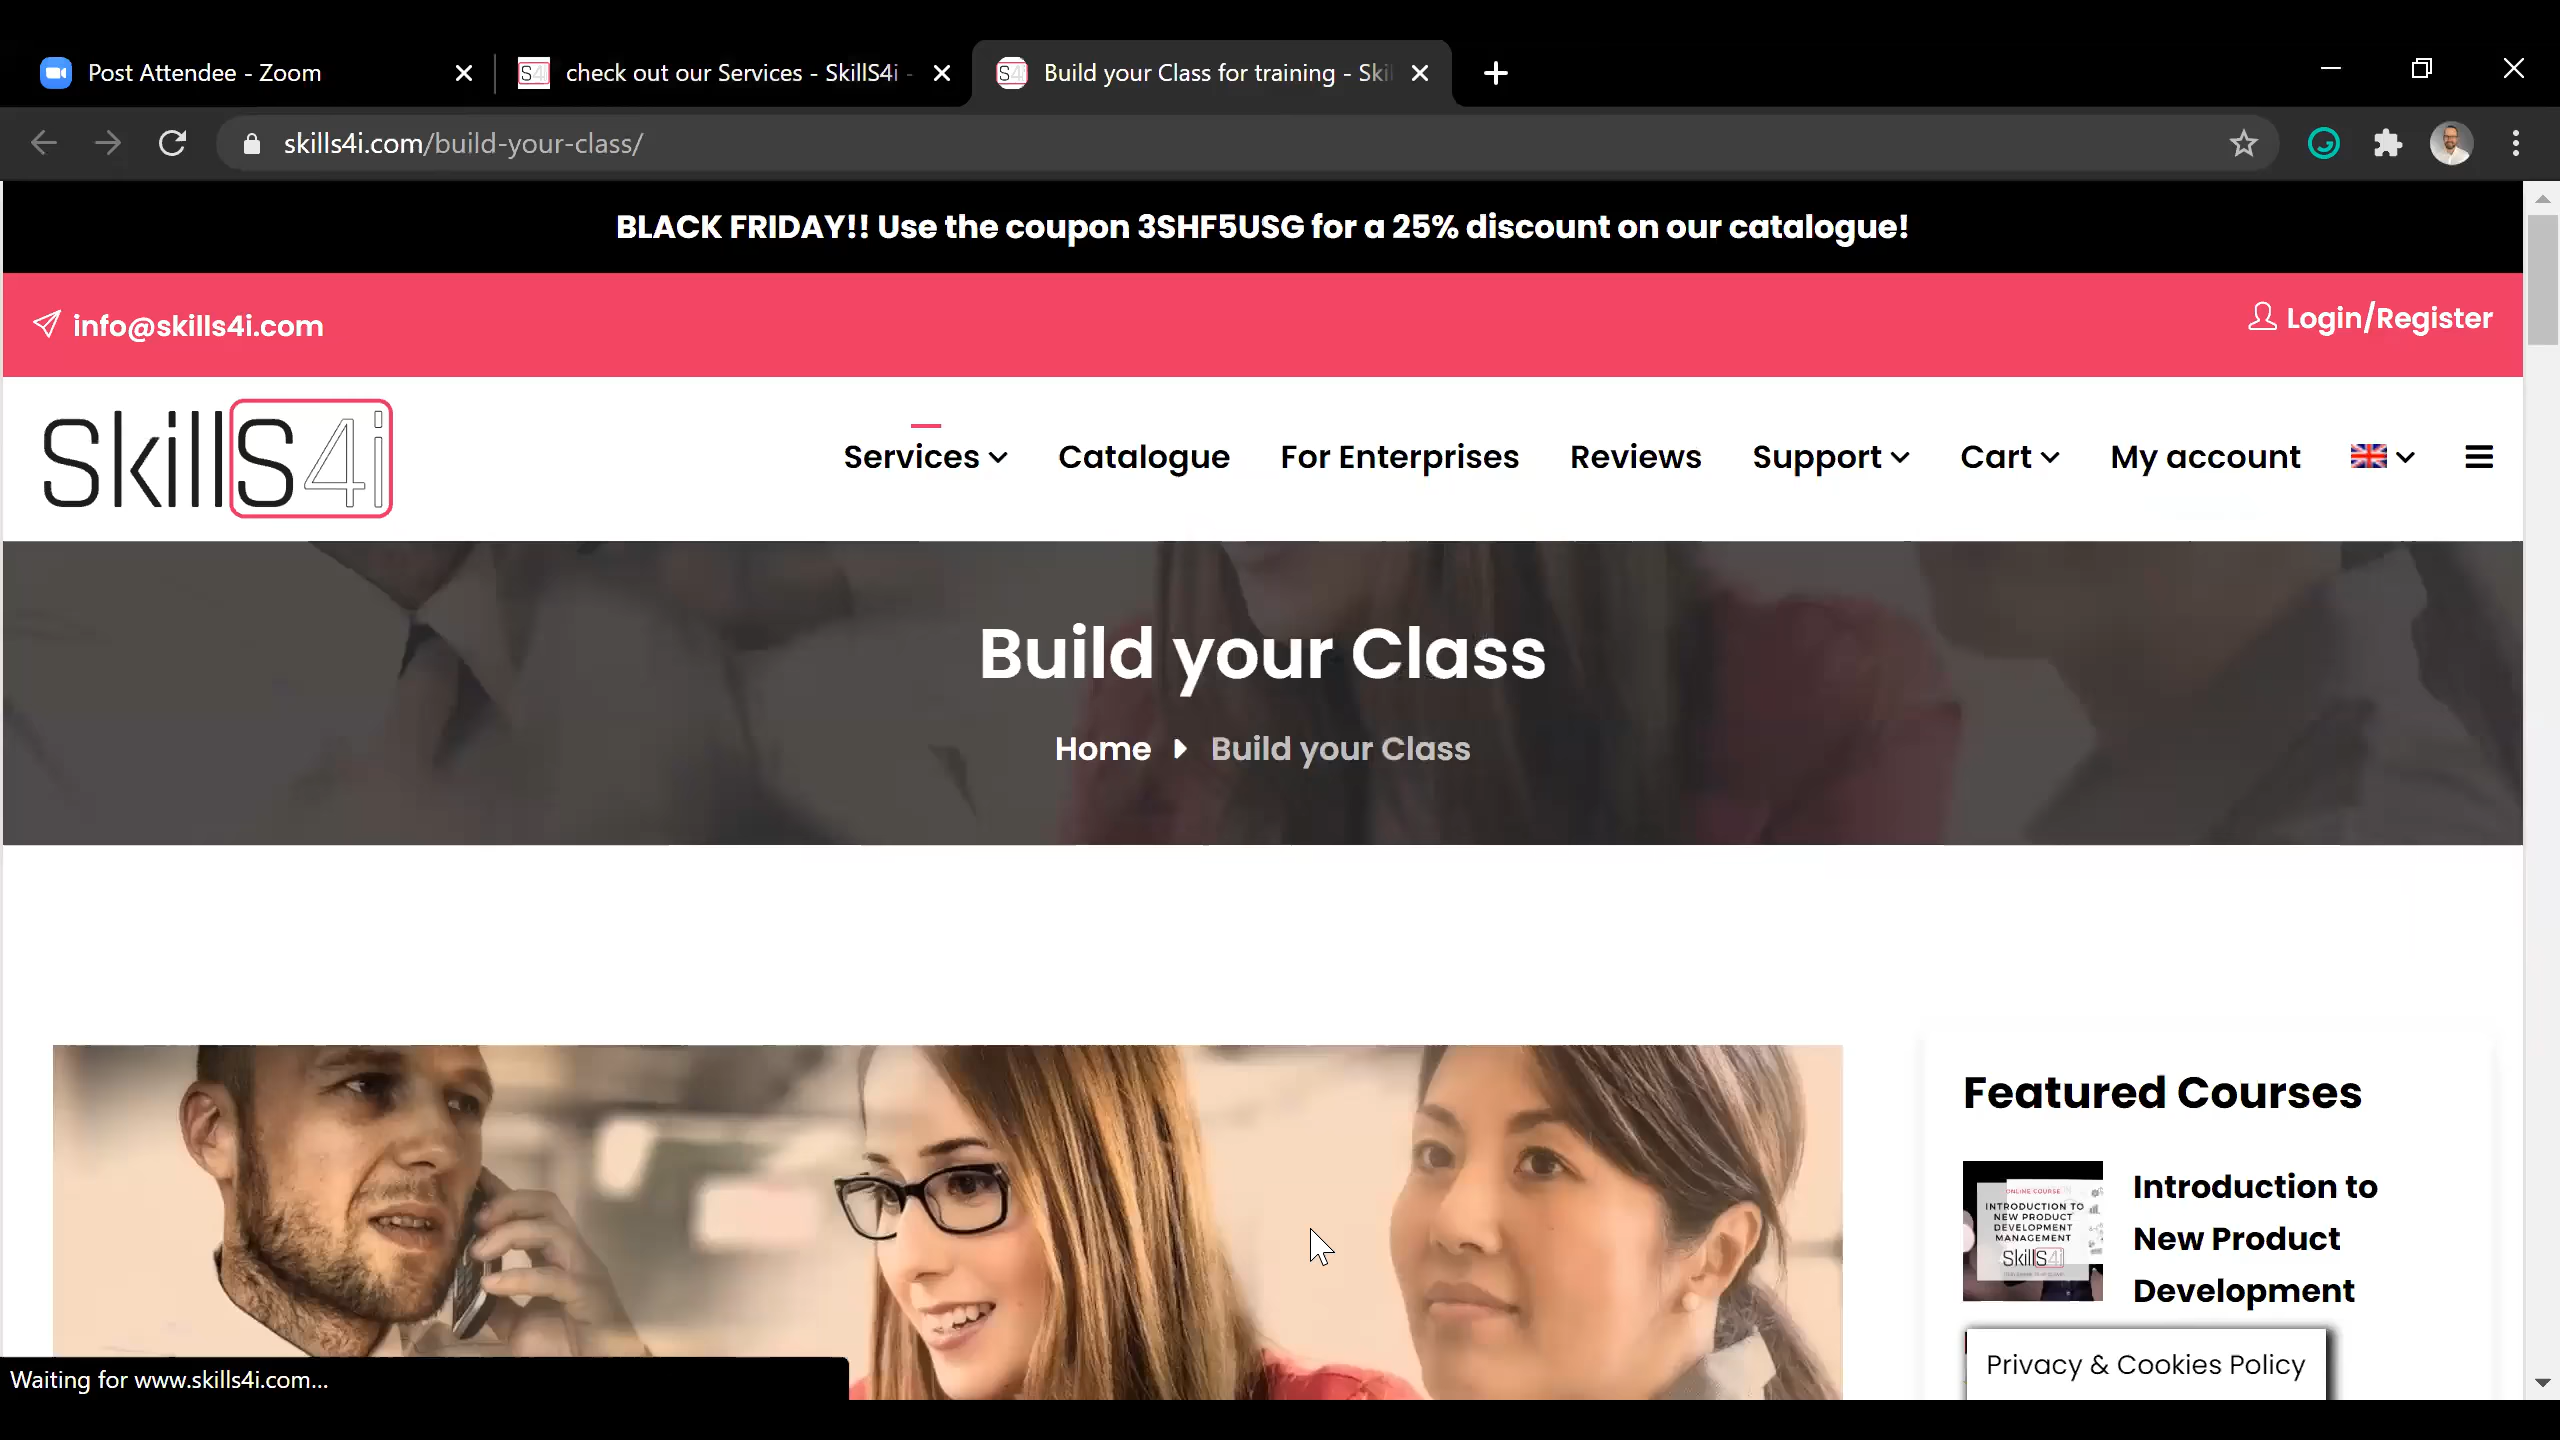 Post Attendee - Zoom
check out our Services - SkillS4i -
Build your Class for training - Ski
skills4i.com/build-your-class/
BLACK FRIDAY!! Use the coupon 3SHF5USG for a 25% discount on our catalogue!
info@skills4i.com
Login/Register
SkillS4i
Services
Catalogue
For Enterprises
Reviews
Support
Cart
My account
Build your Class
Home
Build your Class
Featured Courses
ONLINE COURSE
INTRODUCTION TO
NEW PRODUCT
DEVELOPMENT
MANAGEMENT
SkillS4i
Introduction to
New Product
Development
Privacy & Cookies Policy
Waiting for www.skills4i.com...